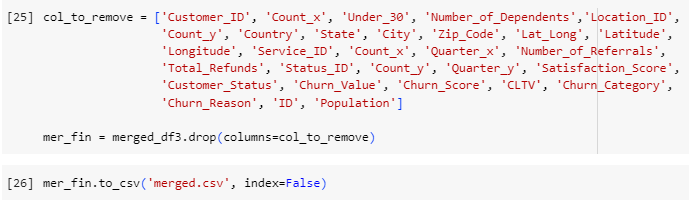 [25] col_to_remove = ['Customer_ID', 'Count_x', 'Under_30', 'Number_of_Dependents','Location_ID',
'Count_y', 'Country', 'State', 'City', 'Zip_Code', 'Lat_Long', 'Latitude',
'Longitude', 'Service_ID', 'Count_x', 'Quarter_x', 'Number_of_Referrals',
'Total_Refunds', 'Status_ID', 'Count_y', 'Quarter_y', 'Satisfaction_Score',
'Customer_Status', 'Churn_Value', 'Churn_Score', 'CLTV', 'Churn_Category',
'Churn_Reason', 'ID', 'Population']
mer_fin = merged_df3.drop(columns=col_to_remove)
[26] mer_fin.to_csv('merged.csv', index=False)